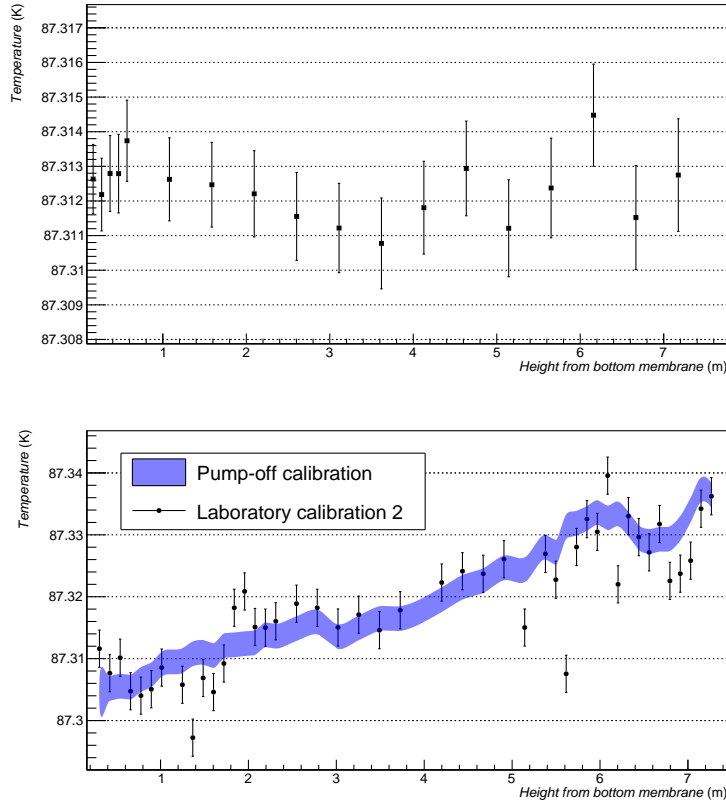 Temperature (K)
87.317
87.316
87.315
87.314
87.313
87.312
87.311
87.31
87.309
87.308
1 2 3 4 5 6 7
Height from bottom membrane (m)
Temperature (K)
87.34
87.33
87.32
87.31
87.3
Pump-off calibration
Laboratory calibration 2
1 2 3 4 5 6 7
Height from bottom membrane (m)